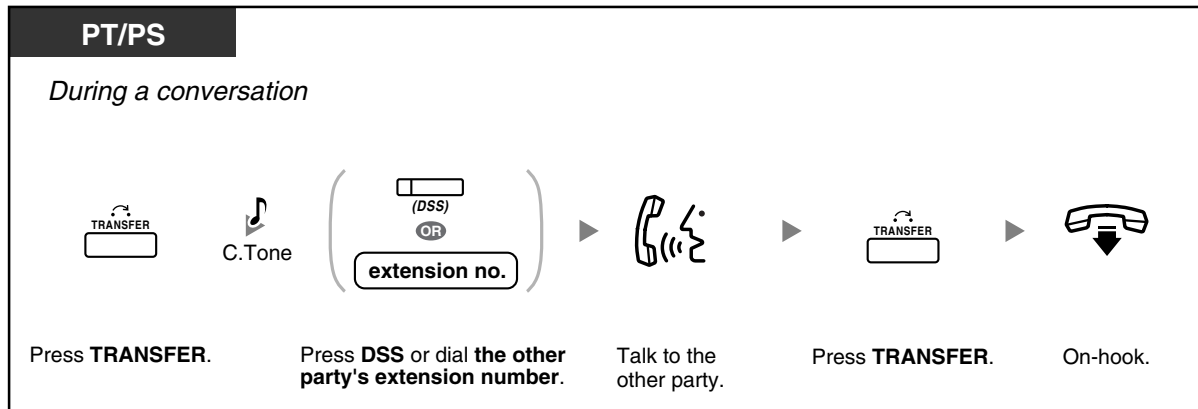 PT/PS
During a conversation
TRANSFER
C.Tone
(DSS)
OR
extension no.
TRANSFER
Press TRANSFER.
Press DSS or dial the other
party's extension number.
Talk to the
other party.
Press TRANSFER.
On-hook.